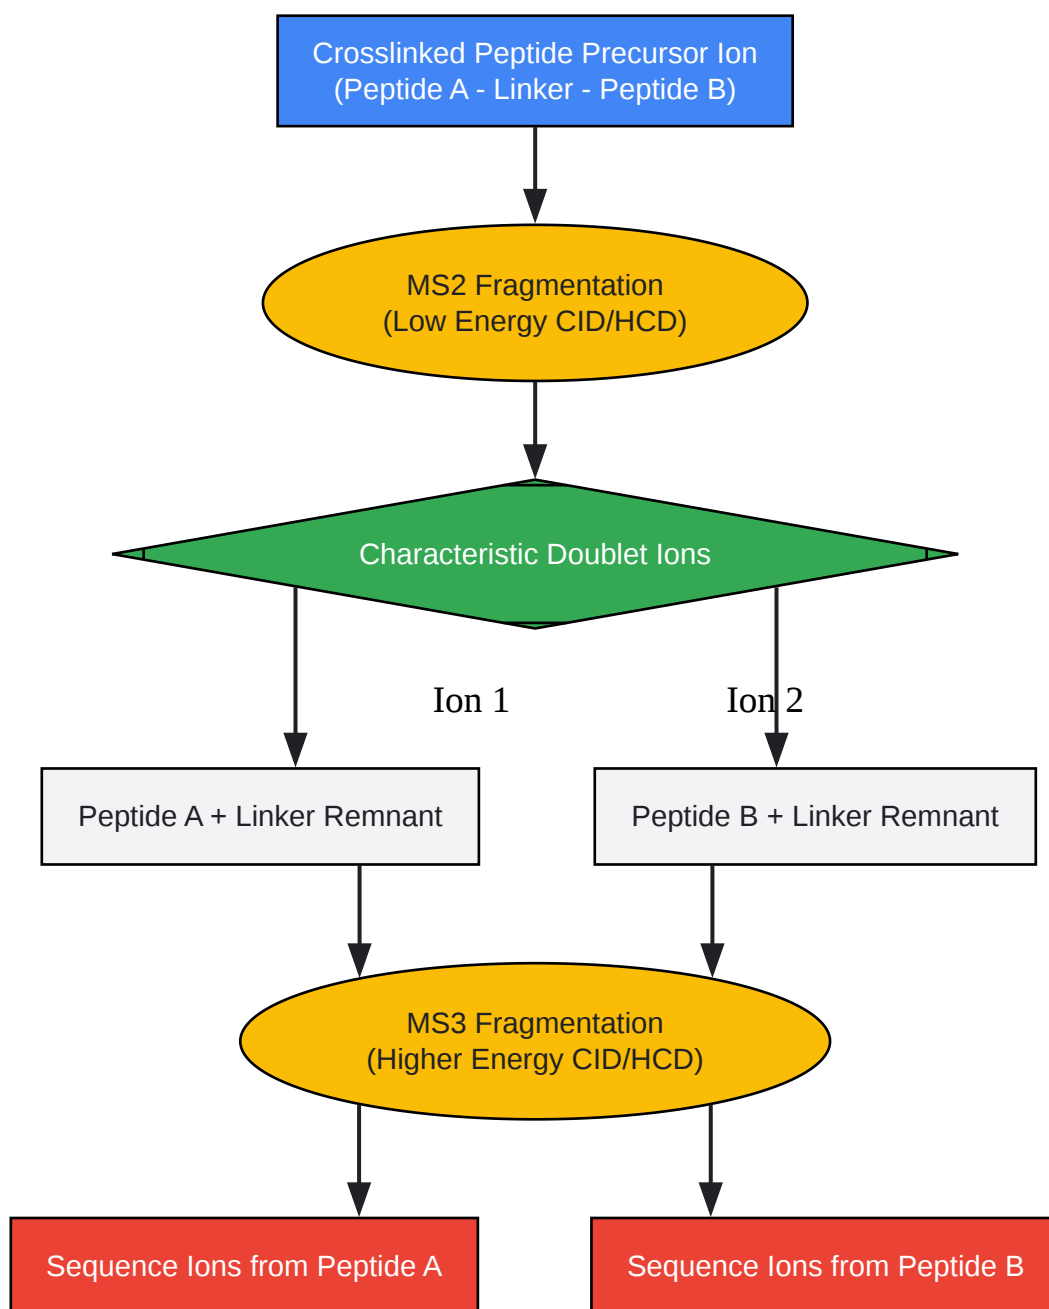 Crosslinked Peptide Precursor Ion
(Peptide A - Linker - Peptide B)
MS2 Fragmentation
(Low Energy CID/HCD)
Characteristic Doublet Ions
Ion 1
Ion 2
Peptide A + Linker Remnant
Peptide B + Linker Remnant
MS3 Fragmentation
(Higher Energy CID/HCD)
Sequence Ions from Peptide A
Sequence Ions from Peptide B